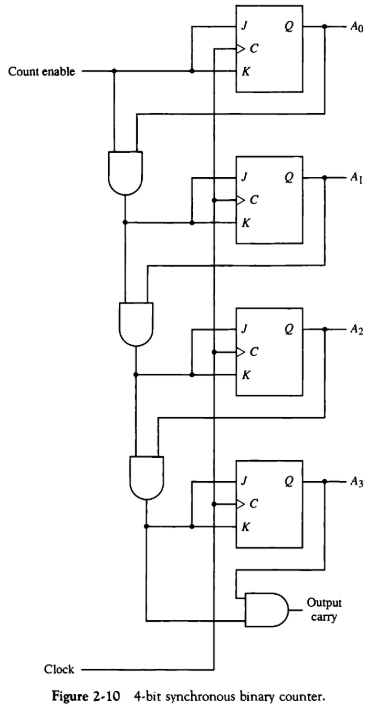 J Q A0
C
Count enable K
J Q A1
C
K
J Q A2
C
K
J Q A3
C
K
Output
carry
Clock
Figure 2-10 4-bit synchronous binary counter.